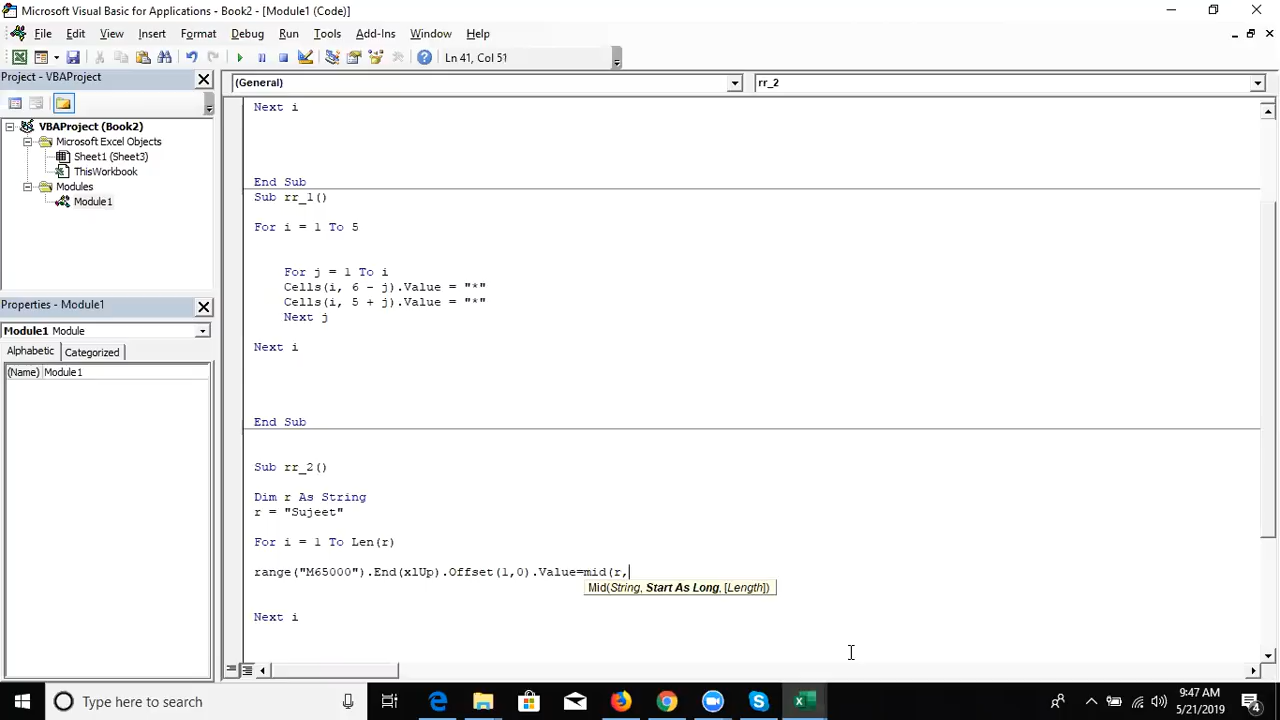 Microsoft Visual Basic for Applications - Book2 - [Module1 (Code)]
File Edit View Insert Format Debug Run Tools Add-Ins Window Help
Ln 41, Col 51
Project - VBAProject
(General)
rr_2
VBAProject (Book2)
Microsoft Excel Objects
Sheet1 (Sheet3)
ThisWorkbook
Modules
Module1
Properties - Module1
Module1 Module
Alphabetic Categorized
(Name) Module1
Next i
End Sub
Sub rr_1()
For i = 1 To 5
For j = 1 To i
Cells(i, 6 - j).Value = "*"
Cells(i, 5 + j).Value = "*"
Next j
Next i
End Sub
Sub rr_2()
Dim r As String
r = "Sujeet"
For i = 1 To Len(r)
range("M65000").End(xlUp).Offset(1,0).Value=mid(r,
Mid(String, Start As Long, [Length])
Next i
Type here to search
9:47 AM
5/21/2019
4